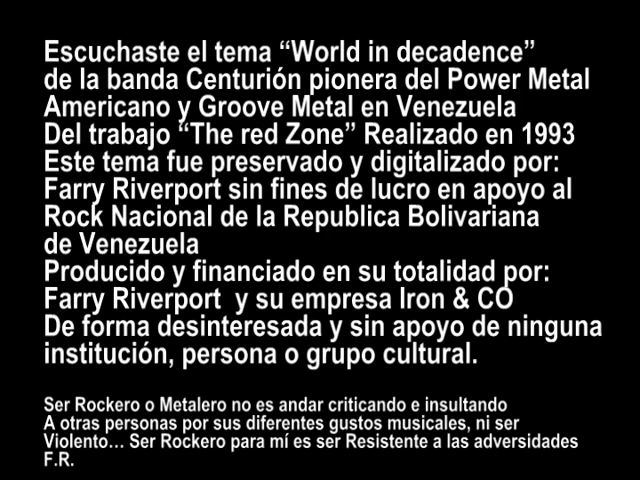 Escuchaste el tema “World in decadence”
de la banda Centurión pionera del Power Metal
Americano y Groove Metal en Venezuela
Del trabajo “The red Zone” Realizado en 1993
Este tema fue preservado y digitalizado por:
Farry Riverport sin fines de lucro en apoyo al
Rock Nacional de la Republica Bolivariana
de Venezuela
Producido y financiado en su totalidad por:
Farry Riverport y su empresa Iron & CO
De forma desinteresada y sin apoyo de ninguna
institución, persona o grupo cultural.
Ser Rockero o Metalero no es andar criticando e insultando
A otras personas por sus diferentes gustos musicales, ni ser
Violento… Ser Rockero para mí es ser Resistente a las adversidades
F.R.